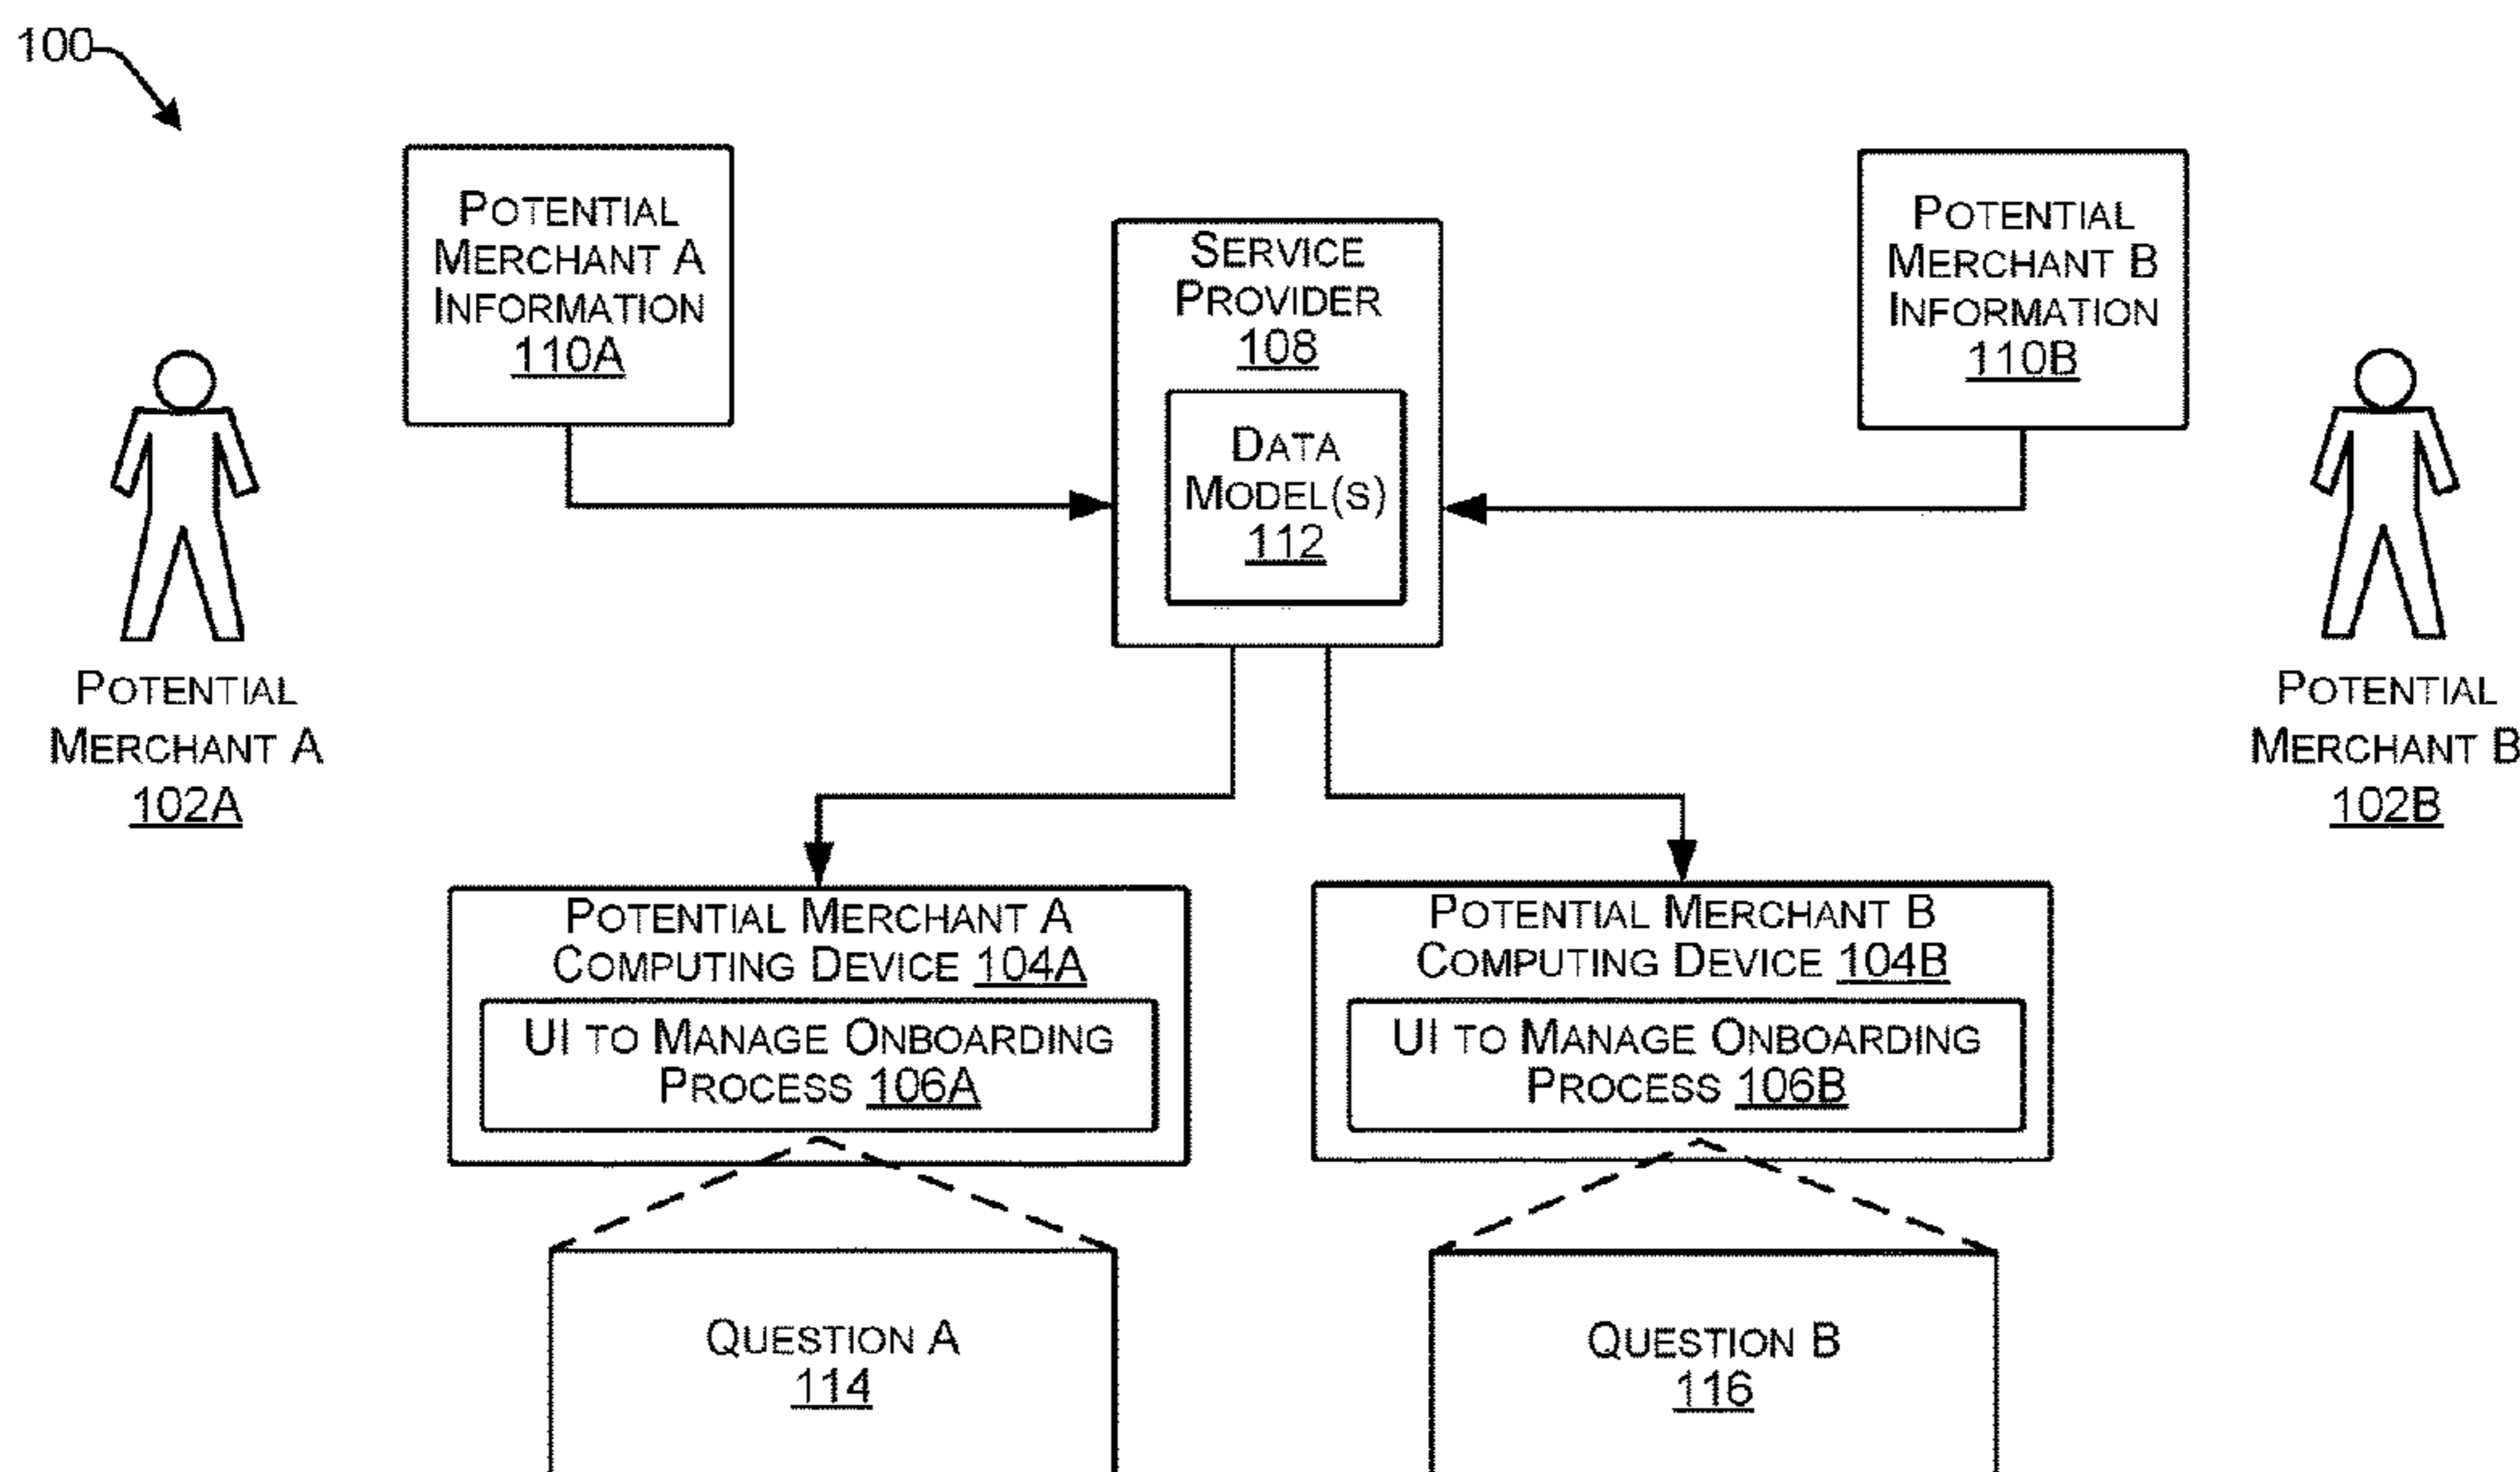 100
POTENTIAL
MERCHANT A
INFORMATION
110A
SERVICE
PROVIDER
108
DATA
MODEL(S)
112
POTENTIAL
MERCHANT B
INFORMATION
110B
POTENTIAL
MERCHANT A
102A
POTENTIAL
MERCHANT B
102B
POTENTIAL MERCHANT A
COMPUTING DEVICE 104A
UI TO MANAGE ONBOARDING
PROCESS 106A
POTENTIAL MERCHANT B
COMPUTING DEVICE 104B
UI TO MANAGE ONBOARDING
PROCESS 106B
QUESTION A
114
QUESTION B
116